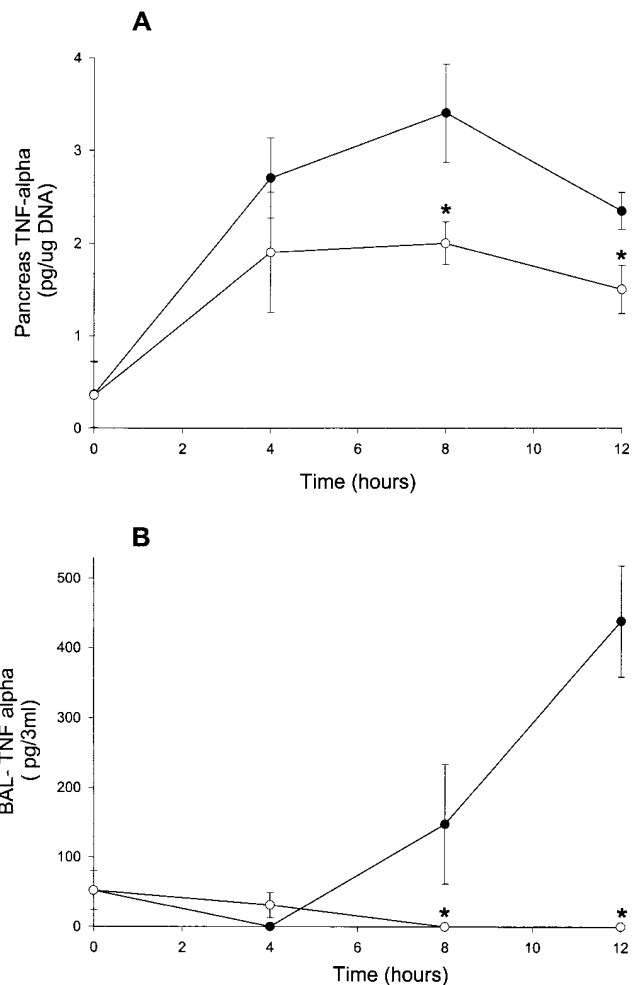 A
Pancreas TNF-alpha
(pg/ug DNA)
4
3
2
1
0
*
*
0 2 4 6 8 10 12
Time (hours)
B
BAL- TNF alpha
( pg/3ml)
500
400
300
200
100
0
*
*
0 2 4 6 8 10 12
Time (hours)